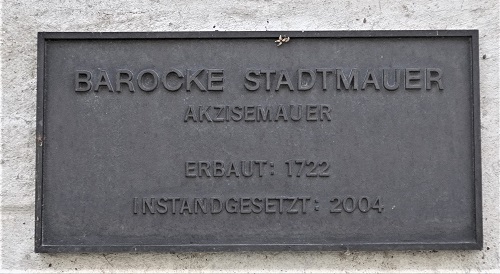 BAROCKE STADTMAUER
AKZISEMAUER
ERBAUT: 1722
INSTANDGESETZT: 2004